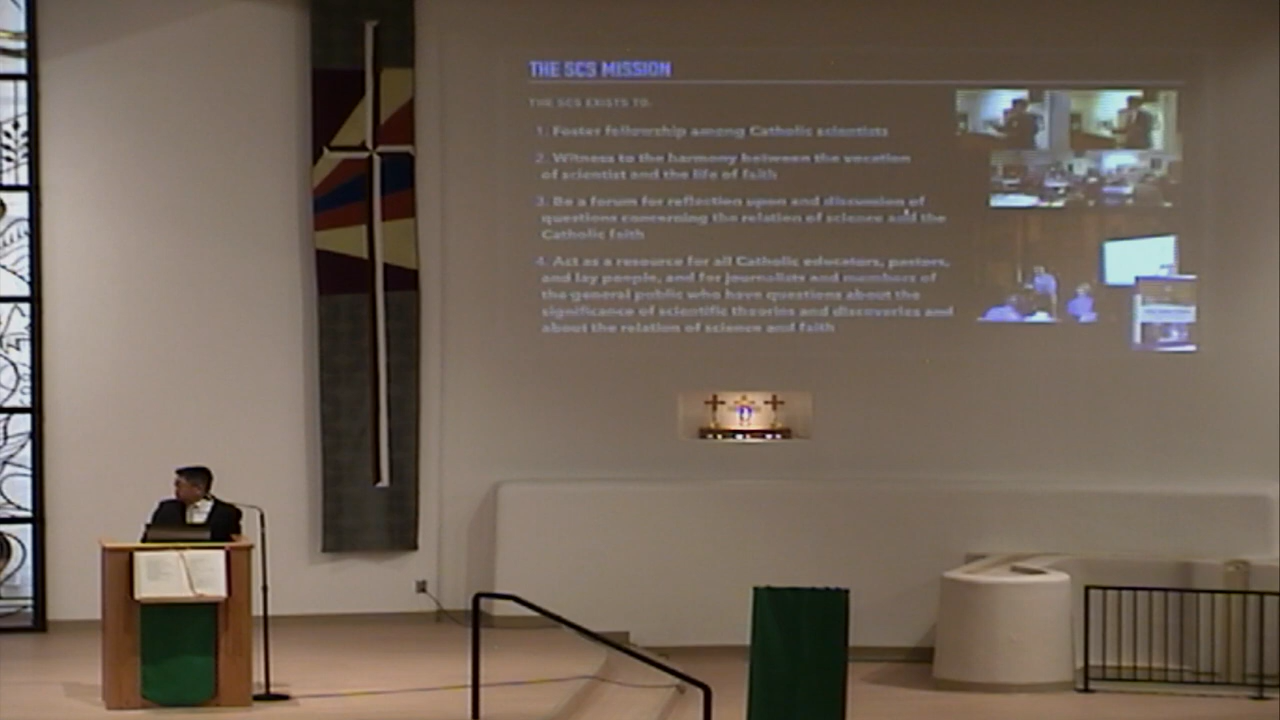 THE SCS MISSION
THE SCS EXISTS TO:
1. Foster fellowship among Catholic scientists
2. Witness to the harmony between the vocation
of scientist and the life of faith
3. Be a forum for reflection upon and discussion of
questions concerning the relation of science and the
Catholic faith
4. Act as a resource for all Catholic educators, pastors,
and lay people, and for journalists and members of
the general public who have questions about the
significance of scientific theories and discoveries and
about the relation of science and faith